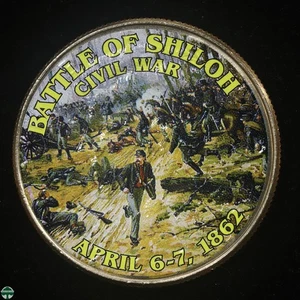 BATTLE OF SHILOH
CIVIL WAR
APRIL 6-7, 1862